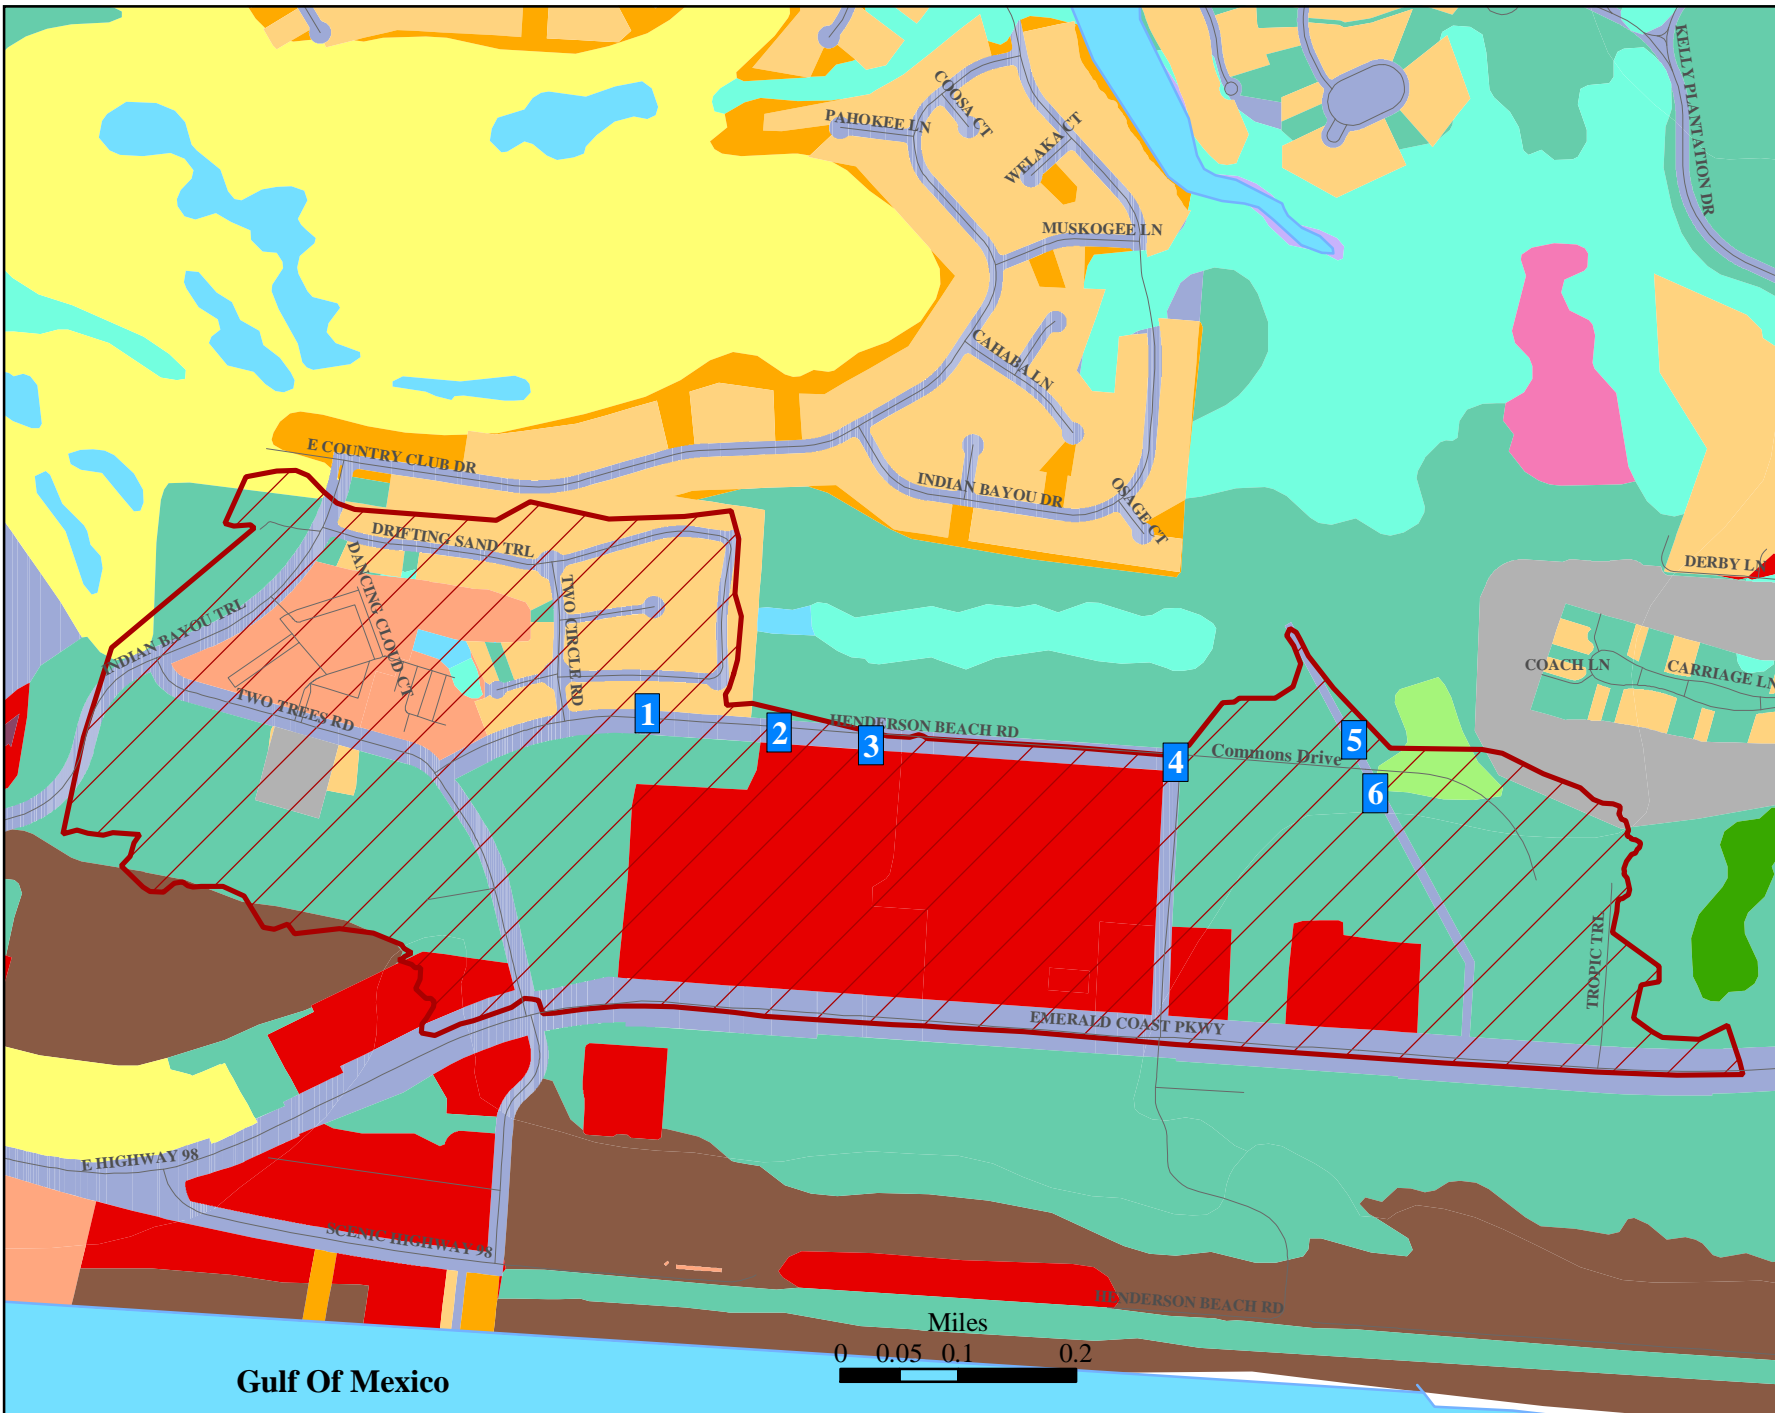 KELLY PLANTATION DR
COOSA CT
PAHOKEE LN
WELAKA CT
MUSKOGEE LN
CAHABA LN
E COUNTRY CLUB DR
INDIAN BAYOU DR
OSAGE CT
DRIFTING SAND TRL
DANCING CLOUD CT
TWO CIRCLE RD
DERBY LN
INDIAN BAYOU TRL
COACH LN
CARRIAGE LN
TWO TREES RD
1
2
3
HENDERSON BEACH RD
4
Commons Drive
5
6
TROPIC TRL
EMERALD COAST PKWY
E HIGHWAY 98
SCENIC HIGHWAY 98
HENDERSON BEACH RD
Miles
0 0.05 0.1 0.2
Gulf Of Mexico